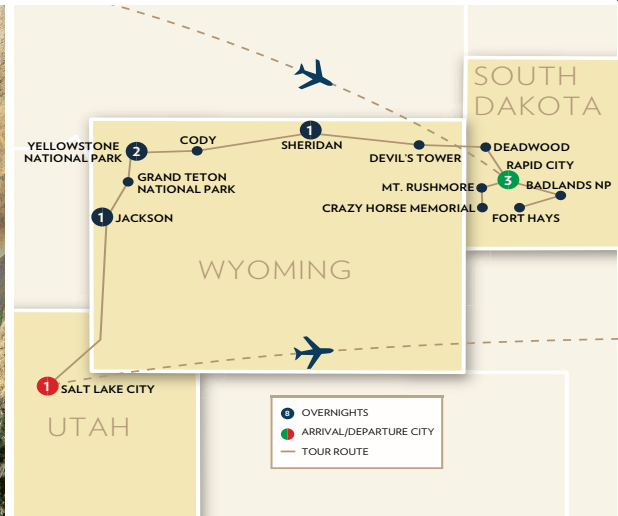 SOUTH
DAKOTA
1
SHERIDAN
YELLOWSTONE
NATIONAL PARK
2
CODY
DEVIL'S TOWER
DEADWOOD
RAPID CITY
3
GRAND TETON
NATIONAL PARK
MT. RUSHMORE
BADLANDS NP
CRAZY HORSE MEMORIAL
FORT HAYS
1
JACKSON
WYOMING
1
SALT LAKE CITY
UTAH
8 OVERNIGHTS
ARRIVAL/DEPARTURE CITY
TOUR ROUTE